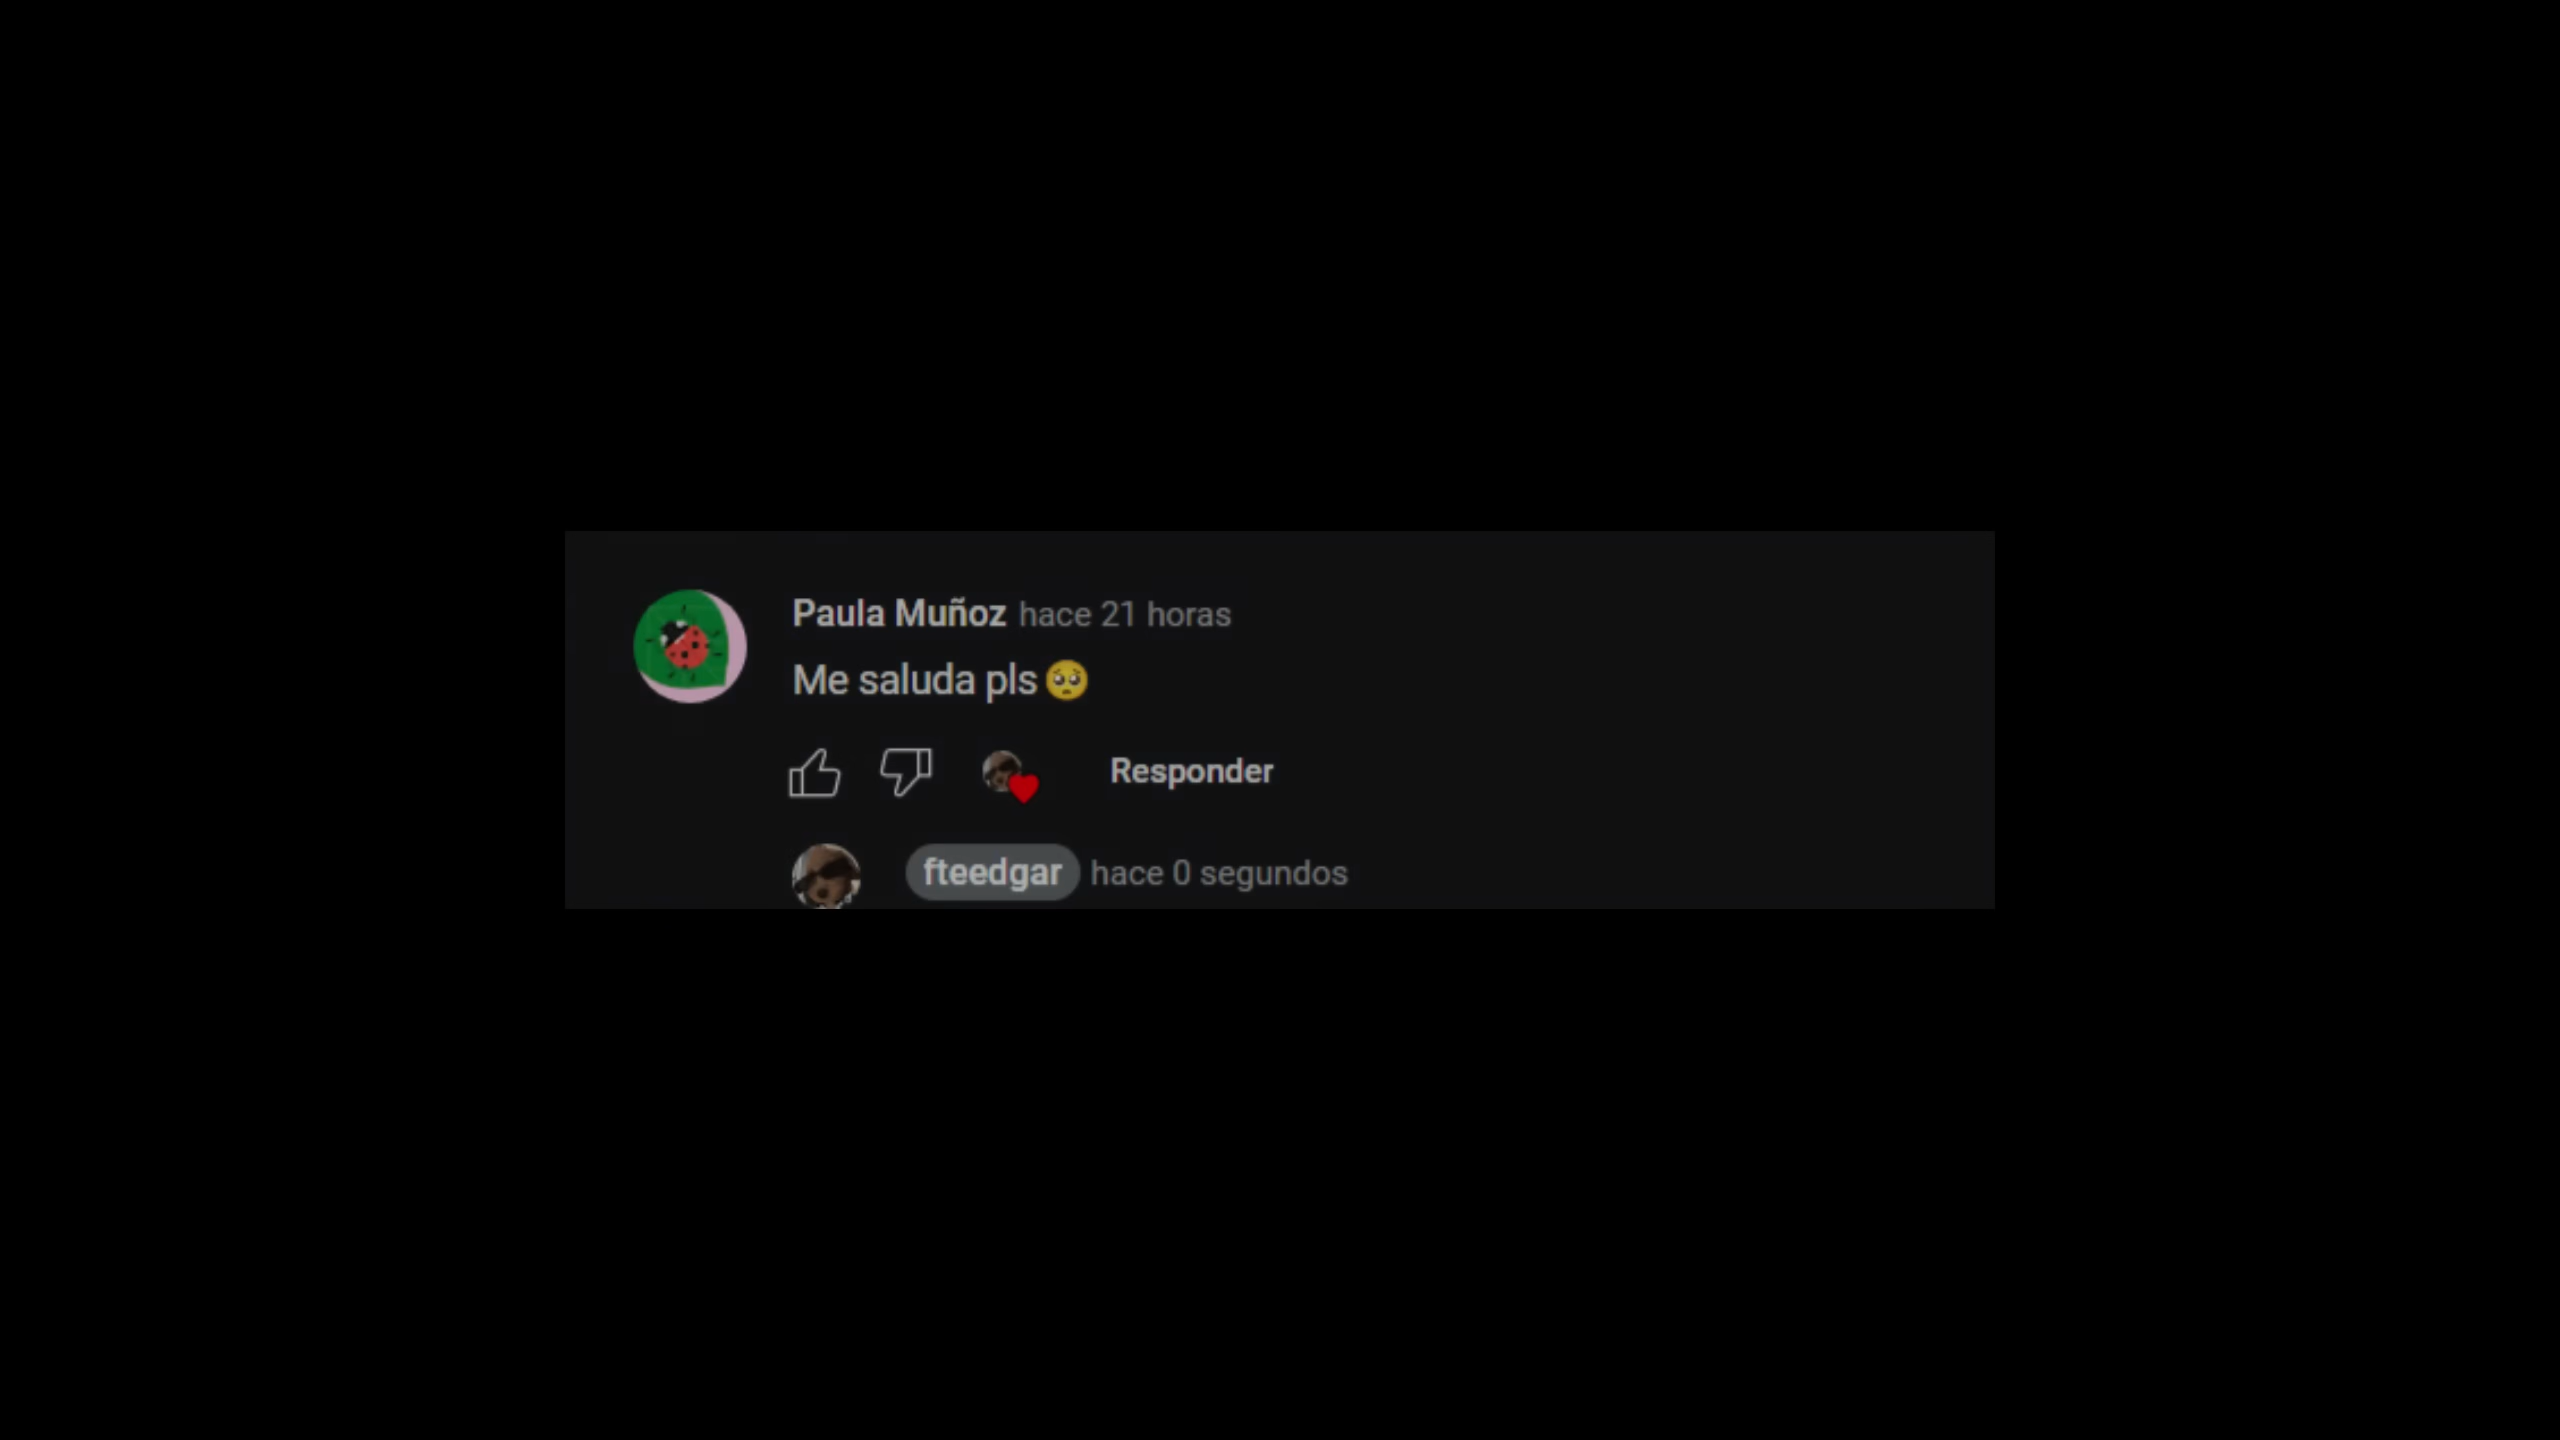 Paula Muñoz hace 21 horas
Me saluda pls🥺
Responder
fteedgar hace 0 segundos